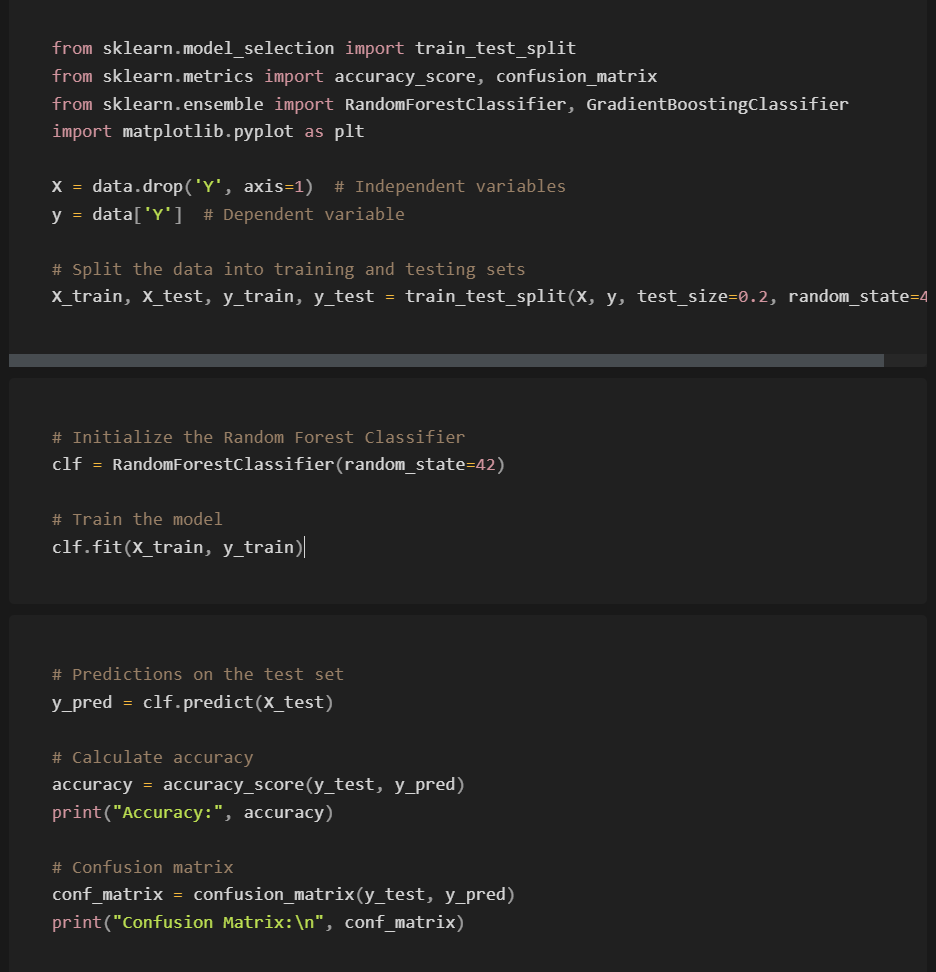 from sklearn.model_selection import train_test_split
from sklearn.metrics import accuracy_score, confusion_matrix
from sklearn.ensemble import RandomForestClassifier, GradientBoostingClassifier
import matplotlib.pyplot as plt
X = data.drop('Y', axis=1)  # Independent variables
y = data['Y']  # Dependent variable
# Split the data into training and testing sets
X_train, X_test, y_train, y_test = train_test_split(X, y, test_size=0.2, random_state=4
# Initialize the Random Forest Classifier
clf = RandomForestClassifier(random_state=42)
# Train the model
clf.fit(X_train, y_train)
# Predictions on the test set
y_pred = clf.predict(X_test)
# Calculate accuracy
accuracy = accuracy_score(y_test, y_pred)
print("Accuracy:", accuracy)
# Confusion matrix
conf_matrix = confusion_matrix(y_test, y_pred)
print("Confusion Matrix:\n", conf_matrix)